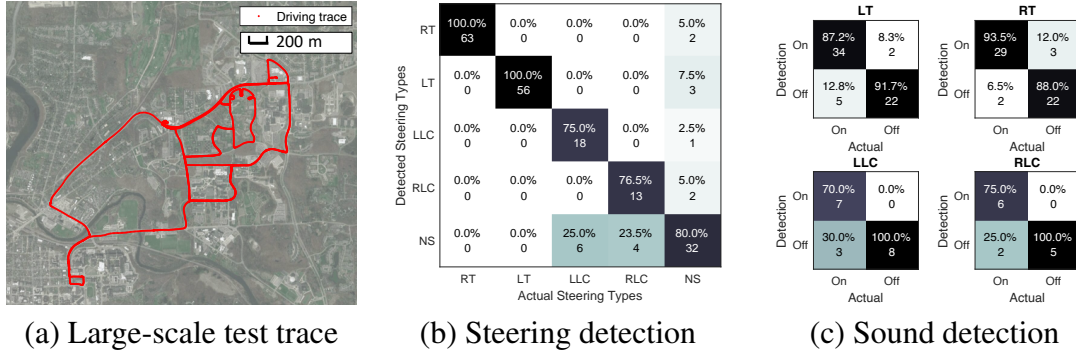 Driving trace
200 m
(a) Large-scale test trace
Detected Steering Types
RT
100.0% 0.0% 0.0% 0.0% 5.0%
63 0 0 0 2
LT
0.0% 100.0% 0.0% 0.0% 7.5%
0 56 0 0 3
LLC
0.0% 0.0% 75.0% 0.0% 2.5%
0 0 18 0 1
RLC
0.0% 0.0% 0.0% 76.5% 5.0%
0 0 0 13 2
NS
0.0% 0.0% 25.0% 23.5% 80.0%
0 0 6 4 32
RT LT LLC RLC NS
Actual Steering Types
(b) Steering detection
LT
Detection
On
87.2% 8.3%
34 2
Off
12.8% 91.7%
5 22
On Off
Actual
RT
Detection
On
93.5% 12.0%
29 3
Off
6.5% 88.0%
2 22
On Off
Actual
LLC
Detection
On
70.0% 0.0%
7 0
Off
30.0% 100.0%
3 8
On Off
Actual
RLC
Detection
On
75.0% 0.0%
6 0
Off
25.0% 100.0%
2 5
On Off
Actual
(c) Sound detection